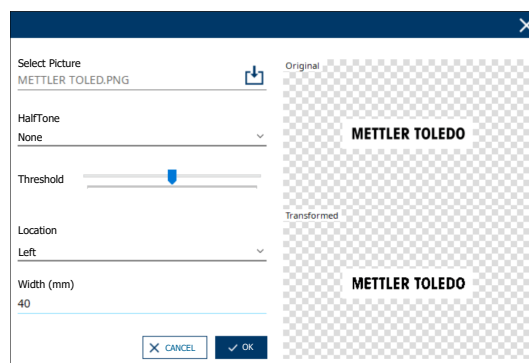 Select Picture
METTLER TOLED.PNG
HalfTone
None
Threshold
Location
Left
Width (mm)
40
CANCEL
OK
Original
METTLER TOLEDO
Transformed
METTLER TOLEDO